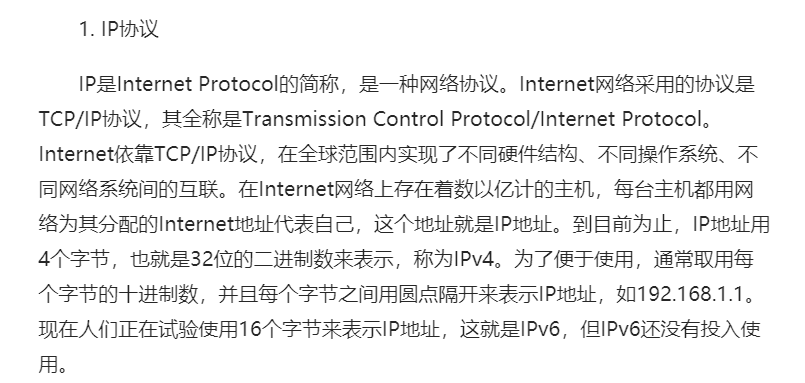 1. IP协议
IP是Internet Protocol的简称，是一种网络协议。Internet网络采用的协议是
TCP/IP协议，其全称是Transmission Control Protocol/Internet Protocol。
Internet依靠TCP/IP协议，在全球范围内实现了不同硬件结构、不同操作系统、不
同网络系统间的互联。在Internet网络上存在着数以亿计的主机，每台主机都用网
络为其分配的Internet地址代表自己，这个地址就是IP地址。到目前为止，IP地址用
4个字节，也就是32位的二进制数来表示，称为IPv4。为了便于使用，通常取用每
个字节的十进制数，并且每个字节之间用圆点隔开来表示IP地址，如192.168.1.1。
现在人们正在试验使用16个字节来表示IP地址，这就是IPv6，但IPv6还没有投入使
用。